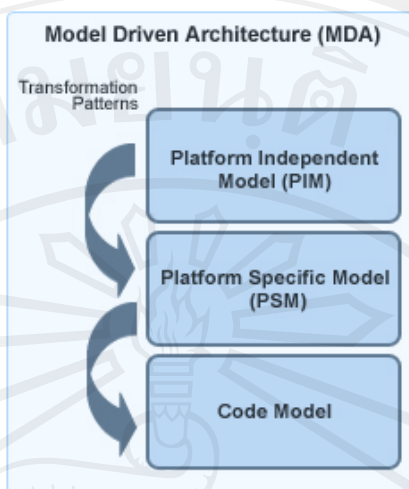 Model Driven Architecture (MDA)
Transformation
Patterns
Platform Independent
Model (PIM)
Platform Specific Model
(PSM)
Code Model